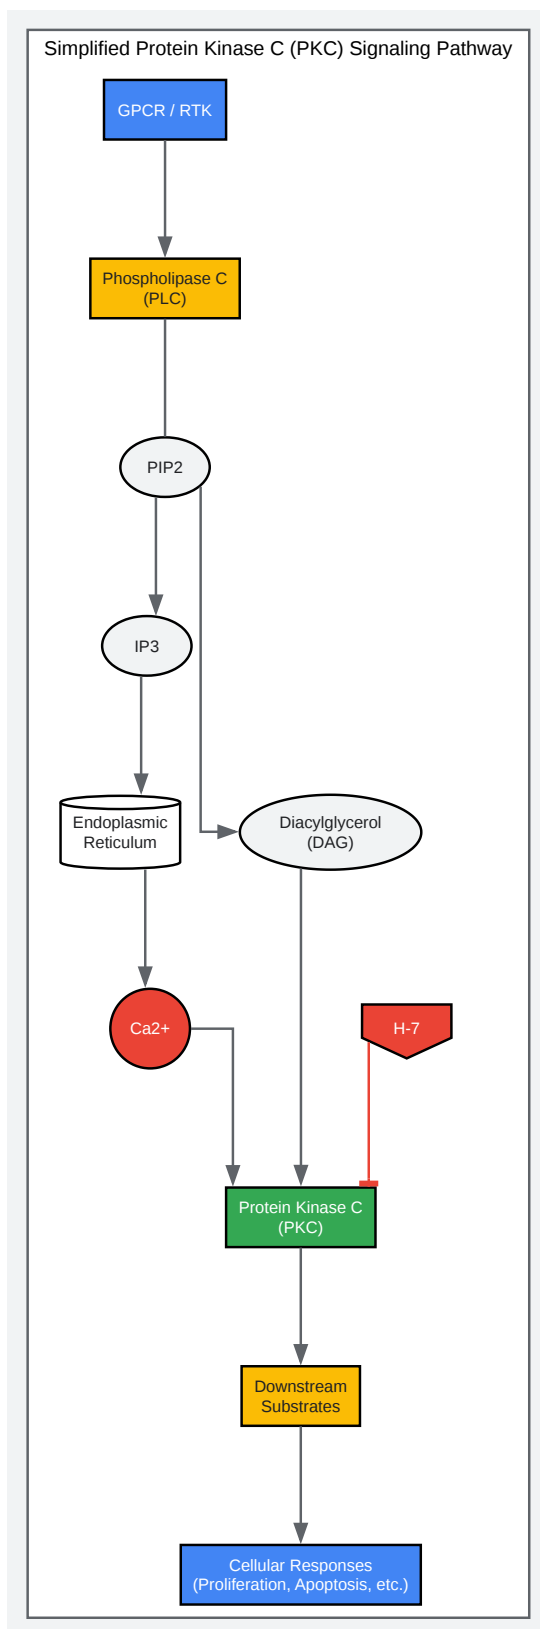 Simplified Protein Kinase C (PKC) Signaling Pathway
GPCR / RTK
Phospholipase C
(PLC)
PIP2
IP3
Endoplasmic
Reticulum
Diacylglycerol
(DAG)
Ca2+
H-7
Protein Kinase C
(PKC)
Downstream
Substrates
Cellular Responses
(Proliferation, Apoptosis, etc.)